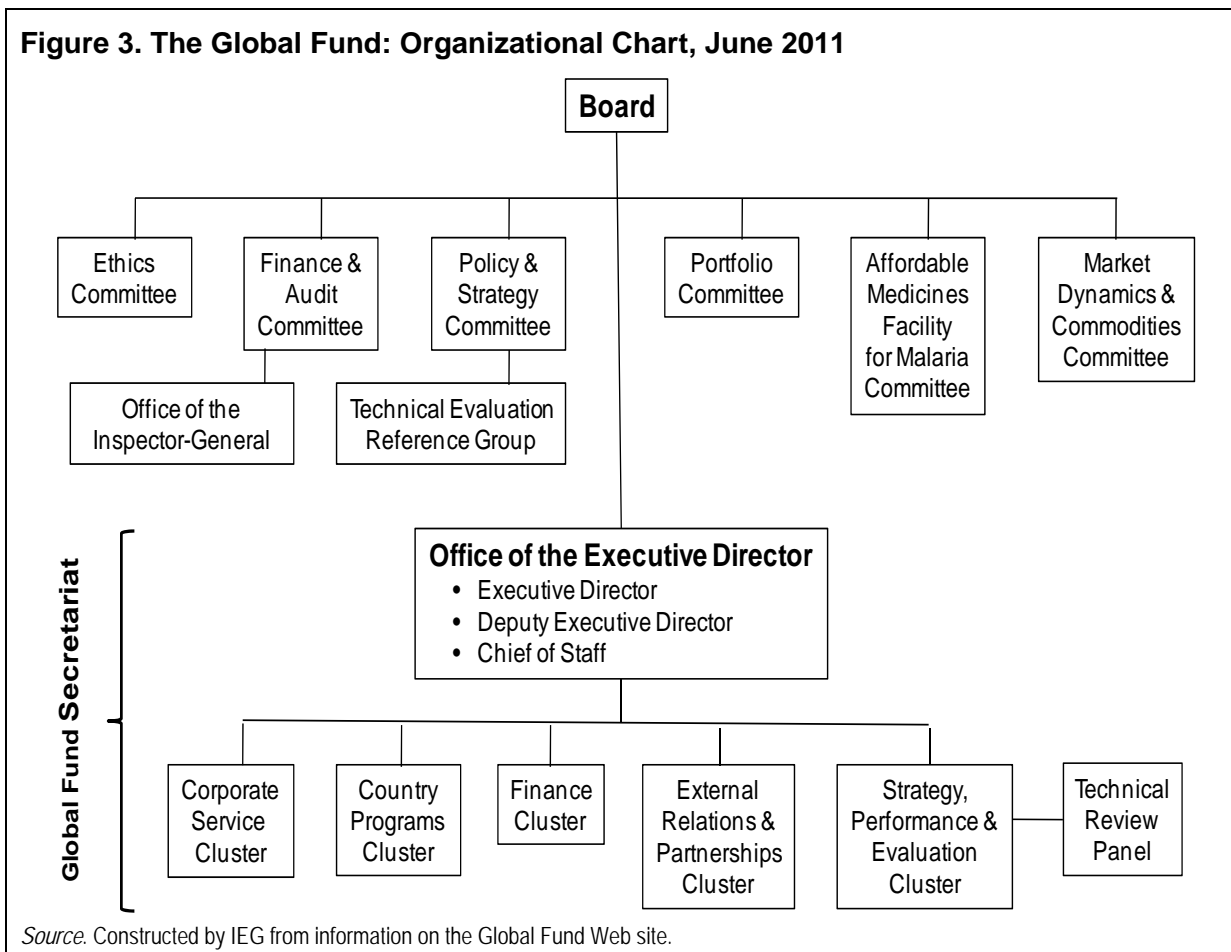 Figure 3. The Global Fund: Organizational Chart, June 2011
Board
Ethics
Committee
Finance &
Audit
Committee
Policy &
Strategy
Committee
Portfolio
Committee
Affordable
Medicines
Facility
for Malaria
Committee
Market
Dynamics &
Commodities
Committee
Office of the
Inspector-General
Technical Evaluation
Reference Group
Global Fund Secretariat
Office of the Executive Director
• Executive Director
• Deputy Executive Director
• Chief of Staff
Corporate
Service
Cluster
Country
Programs
Cluster
Finance
Cluster
External
Relations &
Partnerships
Cluster
Strategy,
Performance &
Evaluation
Cluster
Technical
Review
Panel
Source. Constructed by IEG from information on the Global Fund Web site.